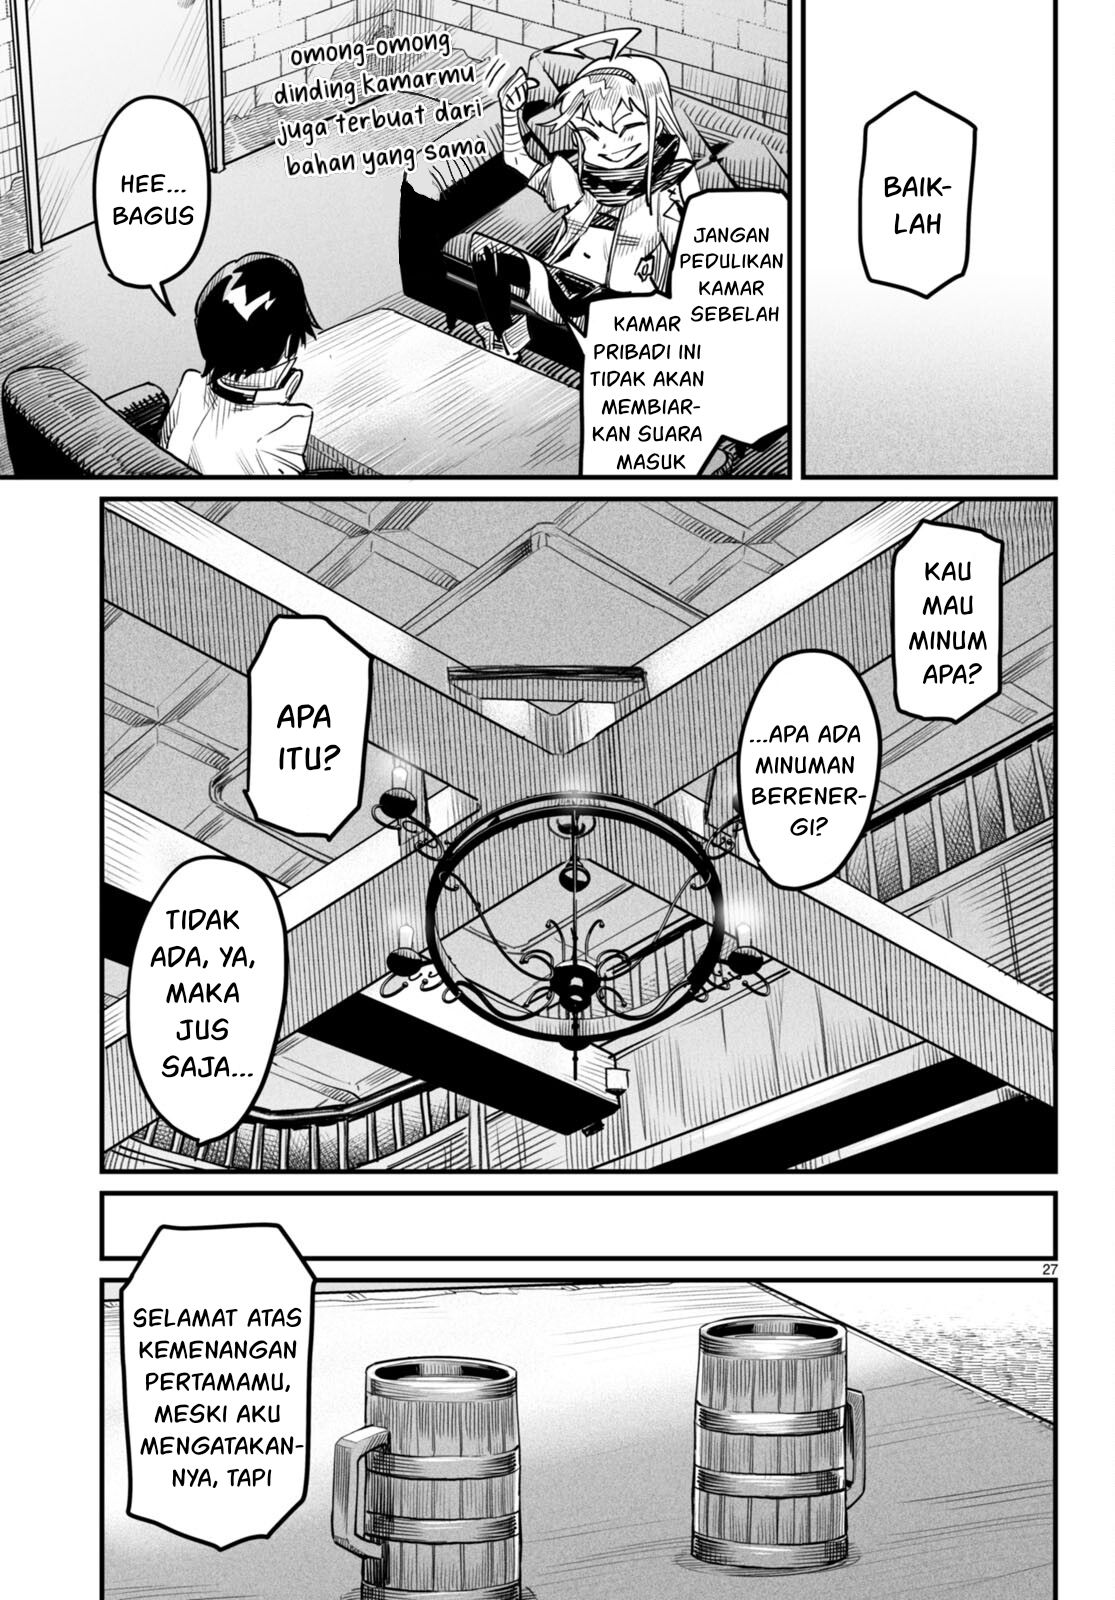 BAIK-
LAH
JANGAN
PEDULIKAN
KAMAR
SEBELAH
KAMAR
PRIBADI INI
TIDAK AKAN
MEMBIAR-
KAN SUARA
MASUK
omong-omong
dinding kamarmu
juga terbuat dari
bahan yang sama
HEE...
BAGUS
KAU
MAU
MINUM
APA?
...APA ADA
MINUMAN
BERENER-
GI?
APA
ITU?
TIDAK
ADA, YA,
MAKA
JUS
SAJA...
27
SELAMAT ATAS
KEMENANGAN
PERTAMAMU,
MESKI AKU
MENGATAKAN-
NYA, TAPI